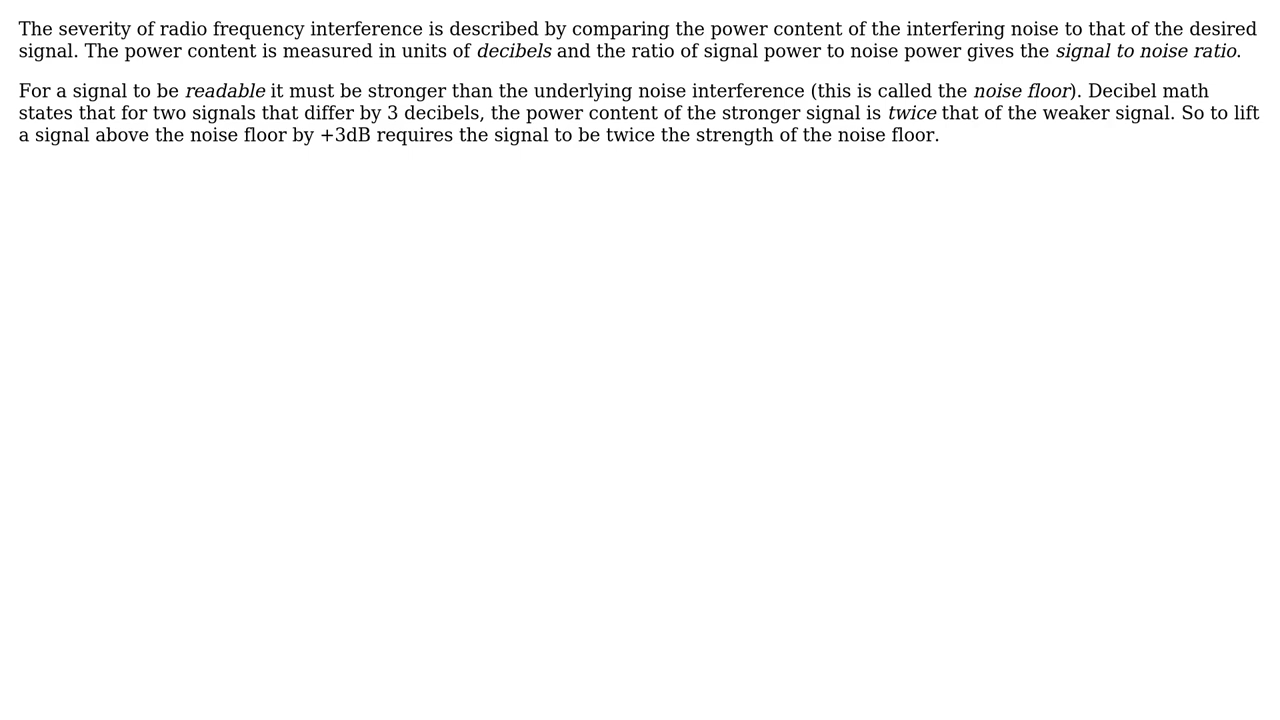 The severity of radio frequency interference is described by comparing the power content of the interfering noise to that of the desired
signal. The power content is measured in units of decibels and the ratio of signal power to noise power gives the signal to noise ratio.
For a signal to be readable it must be stronger than the underlying noise interference (this is called the noise floor). Decibel math
states that for two signals that differ by 3 decibels, the power content of the stronger signal is twice that of the weaker signal. So to lift
a signal above the noise floor by +3dB requires the signal to be twice the strength of the noise floor.